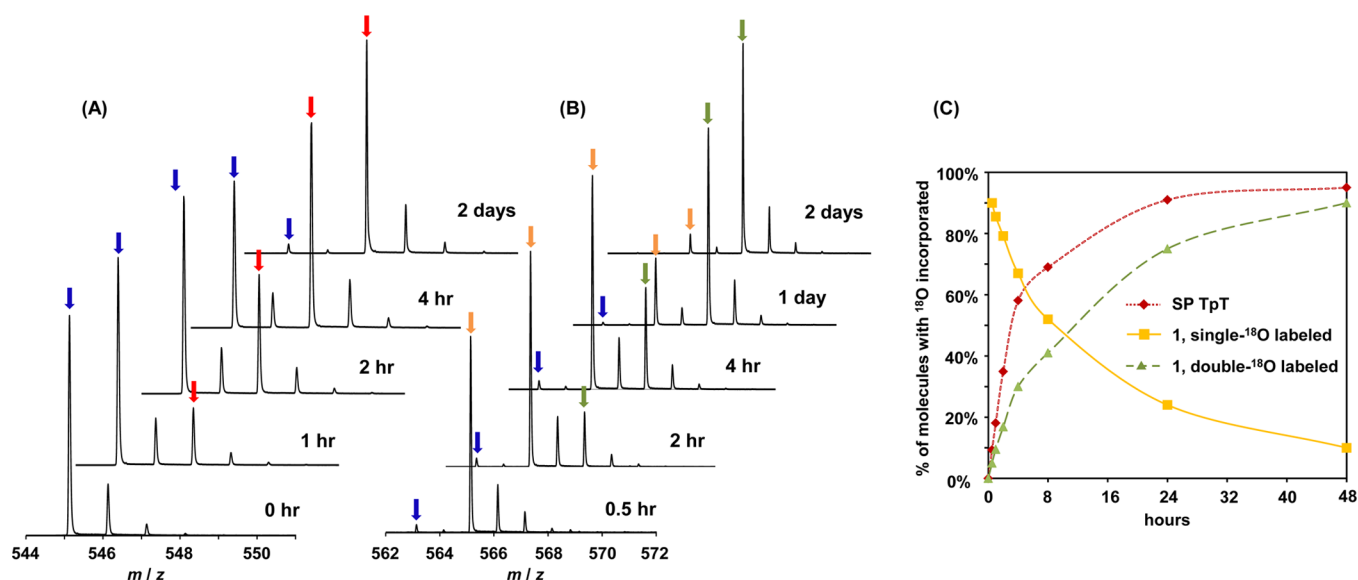 (A)
2 days
4 hr
2 hr
1 hr
0 hr
544
546
548
550
m / z
(B)
2 days
1 day
4 hr
2 hr
0.5 hr
562
564
566
568
570
572
m / z
(C)
% of molecules with ¹⁸O incorporated
100%
80%
60%
40%
20%
0%
SP TpT
1, single-¹⁸O labeled
1, double-¹⁸O labeled
0
8
16
24
32
40
48
hours